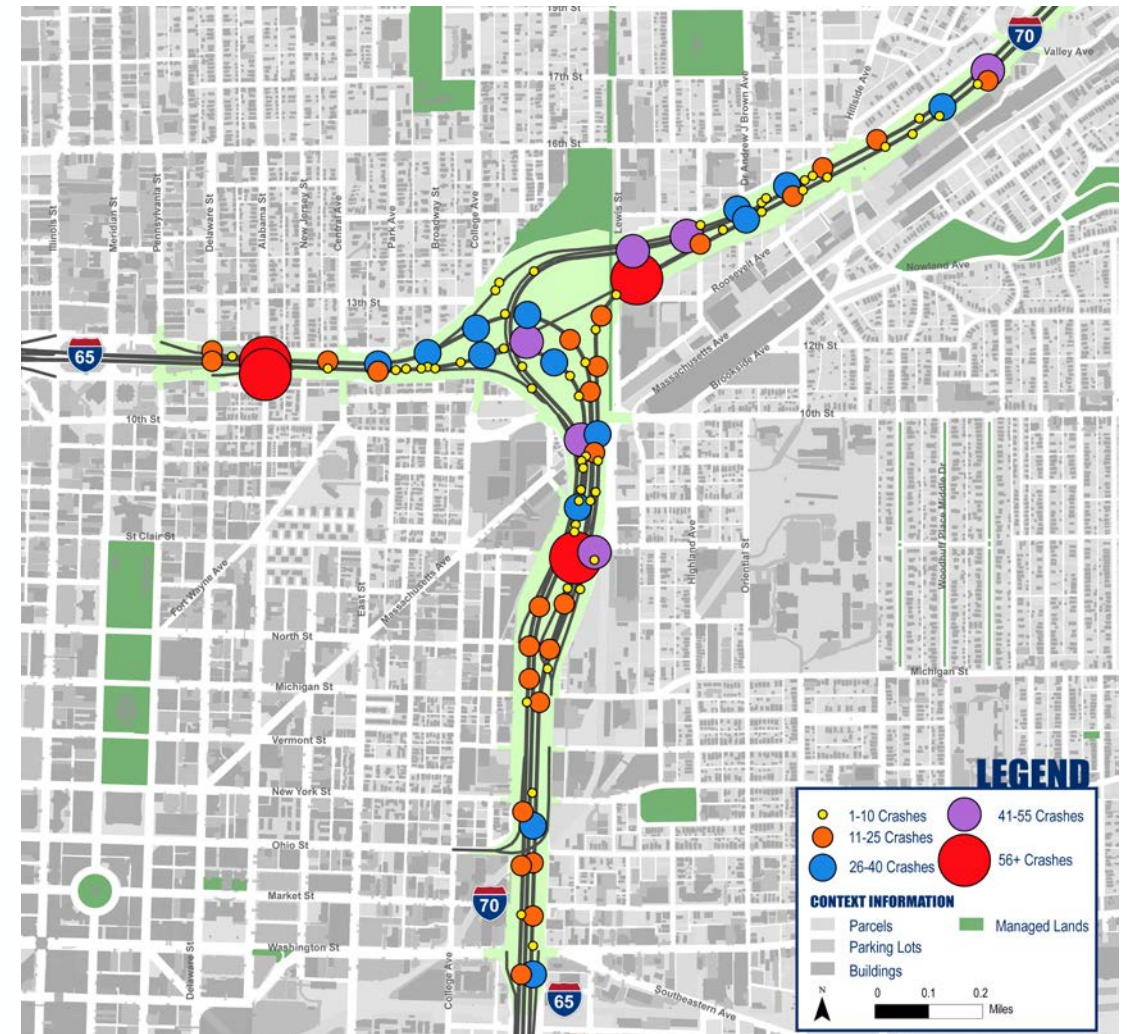 19th St
70
Valley Ave
Hillside Ave
17th St
Dr Andrew J Brown Ave
16th St
Illinois St
Meridian St
Pennsylvania St
Delaware St
Alabama St
New Jersey St
Central Ave
Park Ave
Broadway St
College Ave
Lewis St
Roosevelt Ave
Nowland Ave
13th St
65
12th St
Massachusetts Ave
Brookside Ave
10th St
10th St
St Clair St
Fort Wayne Ave
East St
Massachusetts Ave
Highland Ave
Oriental St
Woodruff Place Middle Dr
North St
Michigan St
Michigan St
Vermont St
New York St
Ohio St
Market St
70
Washington St
Delaware St
College Ave
65
Southeastern Ave
LEGEND
1-10 Crashes
41-55 Crashes
11-25 Crashes
26-40 Crashes
56+ Crashes
CONTEXT INFORMATION
Parcels
Managed Lands
Parking Lots
Buildings
N
0 0.1 0.2
Miles